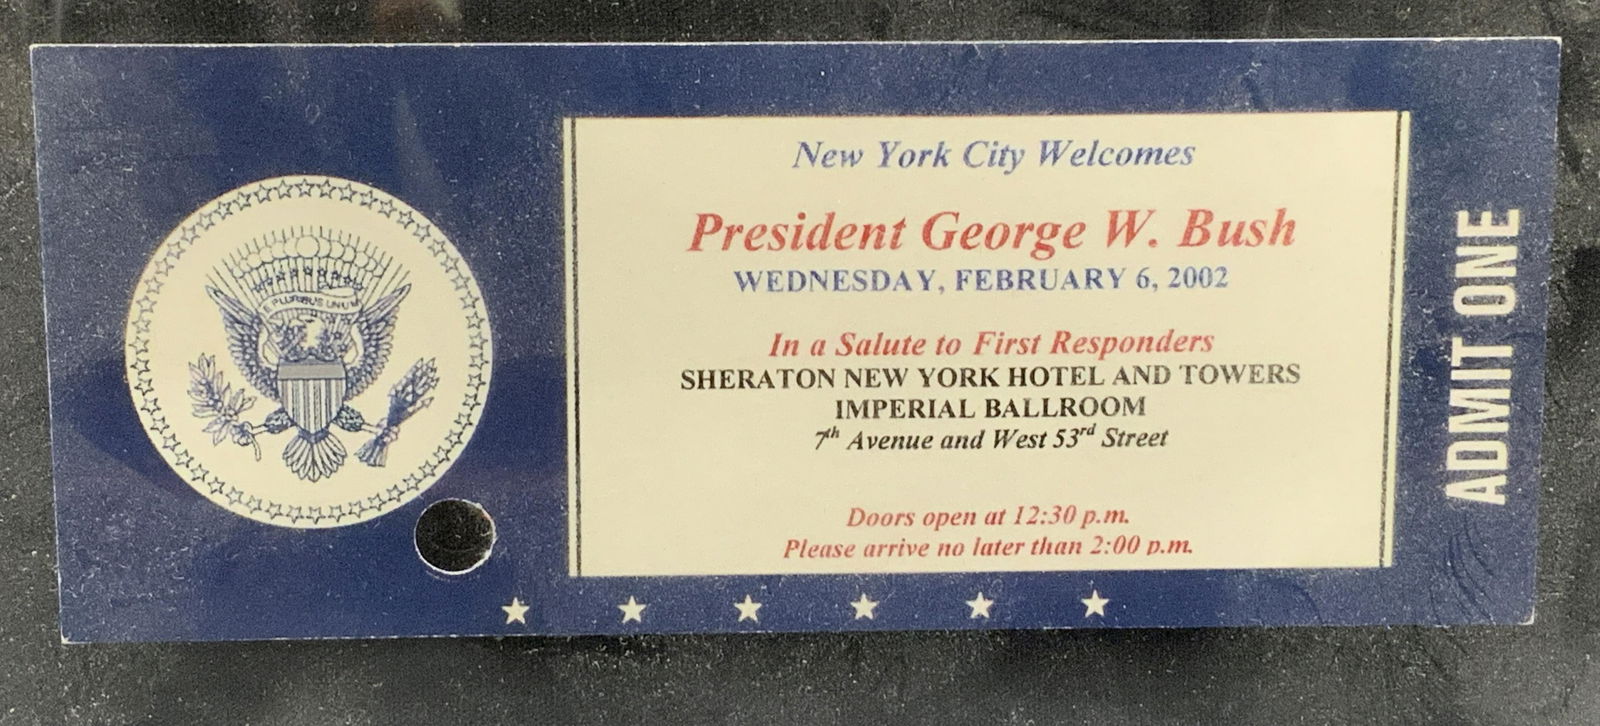 E PLURIBUS UNUM
New York City Welcomes
President George W. Bush
WEDNESDAY, FEBRUARY 6, 2002
In a Salute to First Responders
SHERATON NEW YORK HOTEL AND TOWERS
IMPERIAL BALLROOM
7th Avenue and West 53rd Street
Doors open at 12:30 p.m.
Please arrive no later than 2:00 p.m.
ADMIT ONE